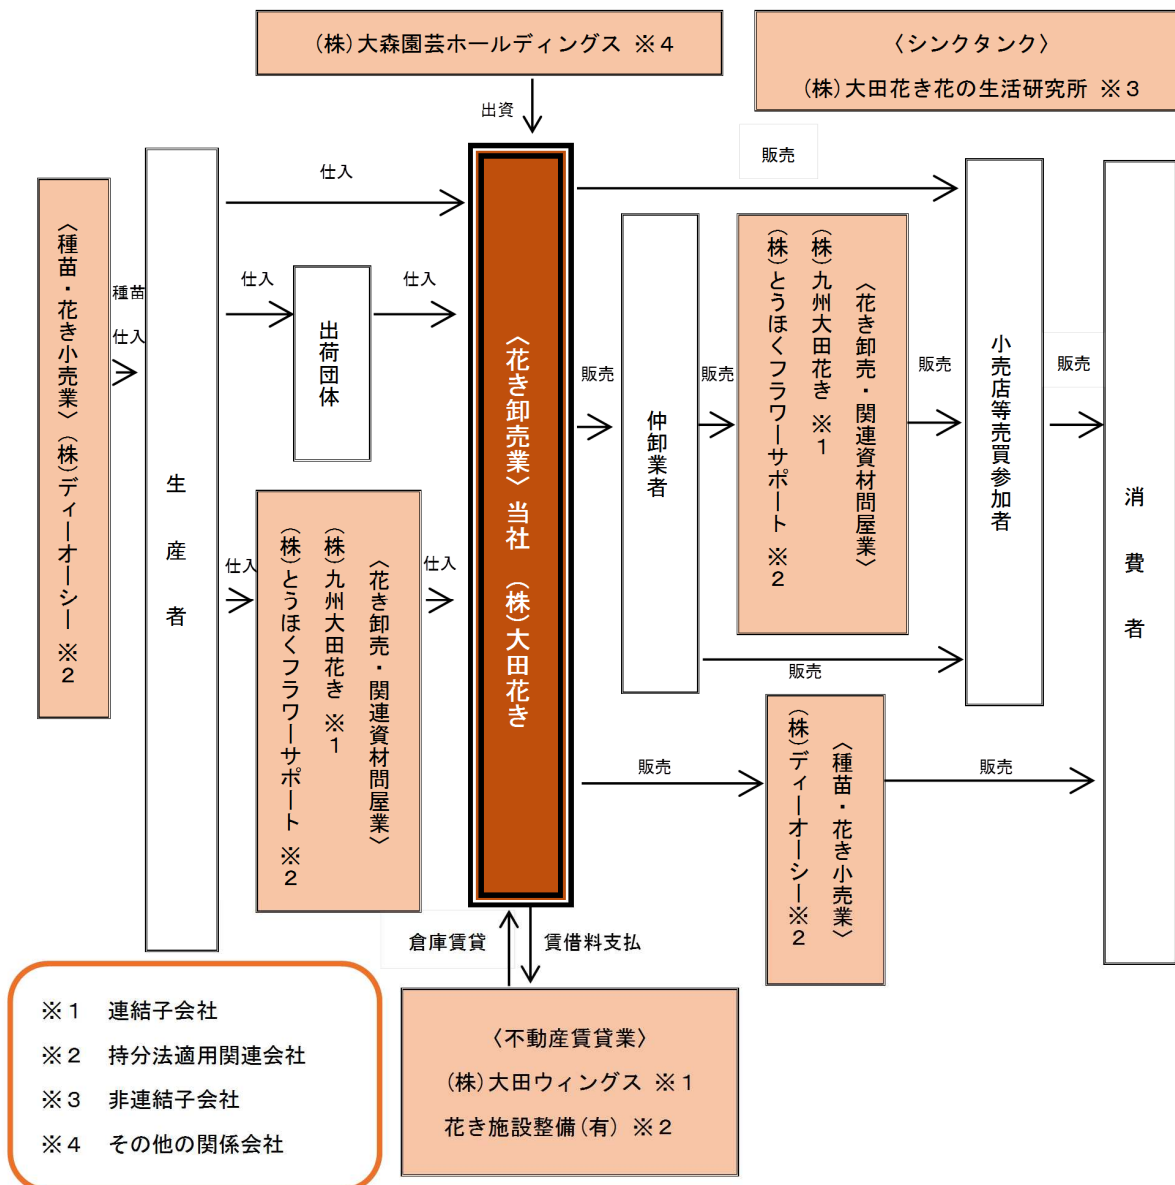 (株)大森園芸ホールディングス ※４
〈シンクタンク〉
(株)大田花き花の生活研究所 ※３
出資
販売
仕入
〈種苗・花き小売業〉(株)ディーオーシー ※２
種苗
仕入
生産者
仕入
出荷団体
仕入
仕入
〈花き卸売・関連資材問屋業〉
(株)九州大田花き ※１
(株)とうほくフラワーサポート ※２
仕入
〈花き卸売業〉当社 (株)大田花き
販売
仲卸業者
販売
〈花き卸売・関連資材問屋業〉
(株)九州大田花き ※１
(株)とうほくフラワーサポート ※２
販売
小売店等売買参加者
販売
消費者
販売
販売
〈種苗・花き小売業〉
(株)ディーオーシー※２
販売
倉庫賃貸
賃借料支払
〈不動産賃貸業〉
(株)大田ウィングス ※１
花き施設整備(有) ※２
※１ 連結子会社
※２ 持分法適用関連会社
※３ 非連結子会社
※４ その他の関係会社